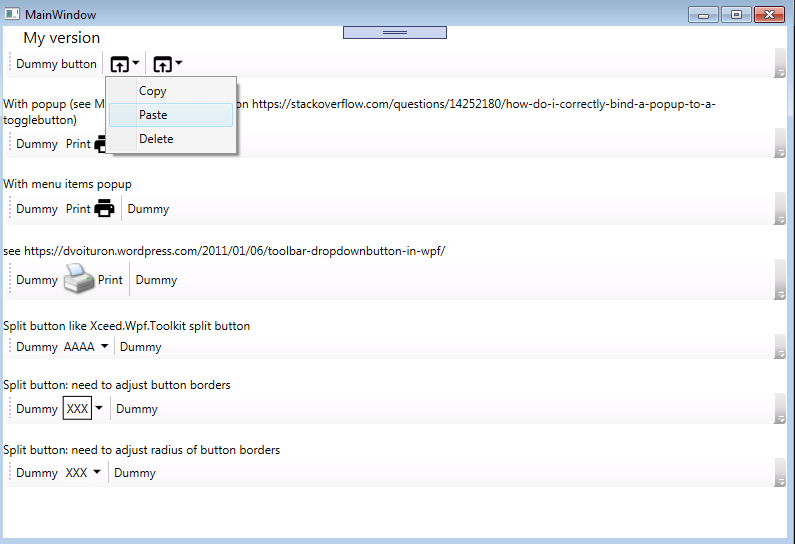 MainWindow
My version
Dummy button
Copy
With popup (see M on https://stackoverflow.com/questions/14252180/how-do-i-correctly-bind-a-popup-to-a-
Paste
togglebutton)
Delete
Dummy Print
With menu items popup
Dummy Print Dummy
see https://dvoituron.wordpress.com/2011/01/06/toolbar-dropdownbutton-in-wpf/
Dummy Print Dummy
Split button like Xceed.Wpf.Toolkit split button
Dummy AAAA Dummy
Split button: need to adjust button borders
Dummy XXX Dummy
Split button: need to adjust radius of button borders
Dummy XXX Dummy